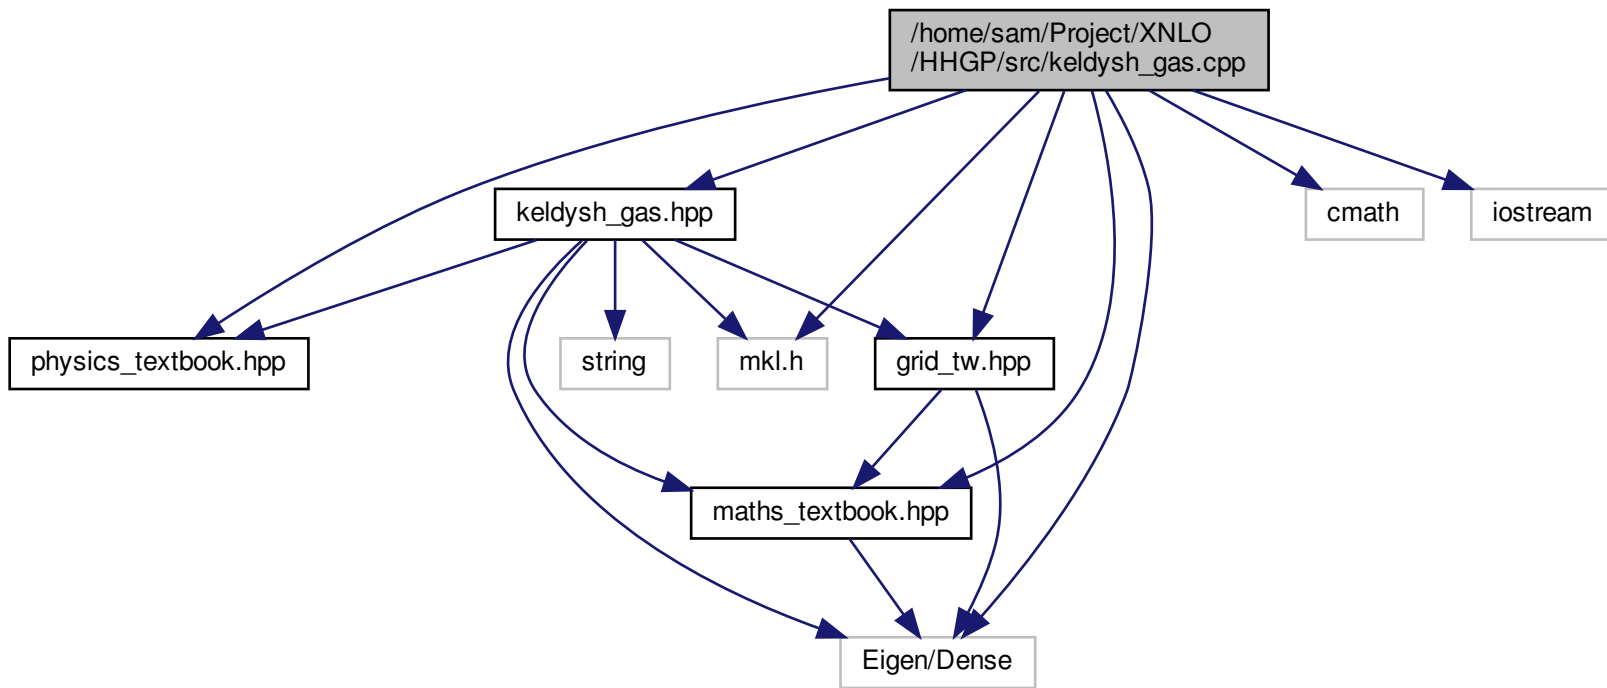 /home/sam/Project/XNLO
/HHGP/src/keldysh_gas.cpp
keldysh_gas.hpp
cmath
iostream
physics_textbook.hpp
string
mkl.h
grid_tw.hpp
maths_textbook.hpp
Eigen/Dense